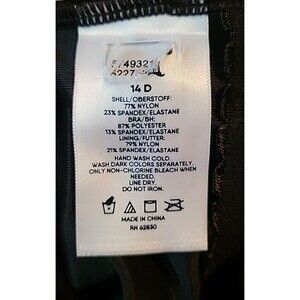 14 D
SHELL/OBERSTOFF:
77% NYLON
23% SPANDEX/ELASTANE
BRA/BH:
87% POLYESTER
13% SPANDEX/ELASTANE
LINING/FUTTER:
79% NYLON
21% SPANDEX/ELASTANE
HAND WASH COLD.
WASH DARK COLORS SEPARATELY.
ONLY NON-CHLORINE BLEACH WHEN
NEEDED.
LINE DRY.
DO NOT IRON.
MADE IN CHINA
RN 62830